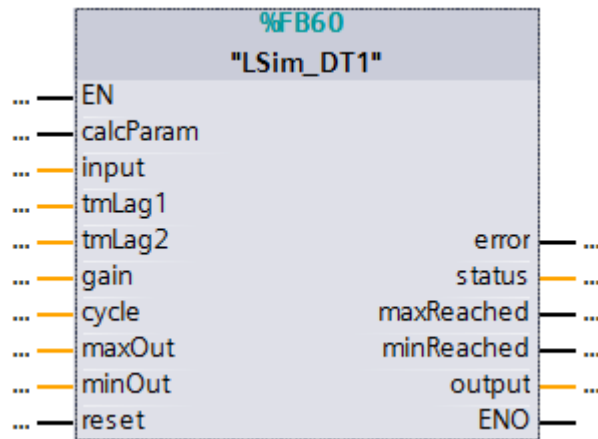 %FB60
"LSim_DT1"
... EN
... calcParam
... input
... tmLag1
... tmLag2 error ...
... gain status ...
... cycle maxReached ...
... maxOut minReached ...
... minOut output ...
... reset ENO